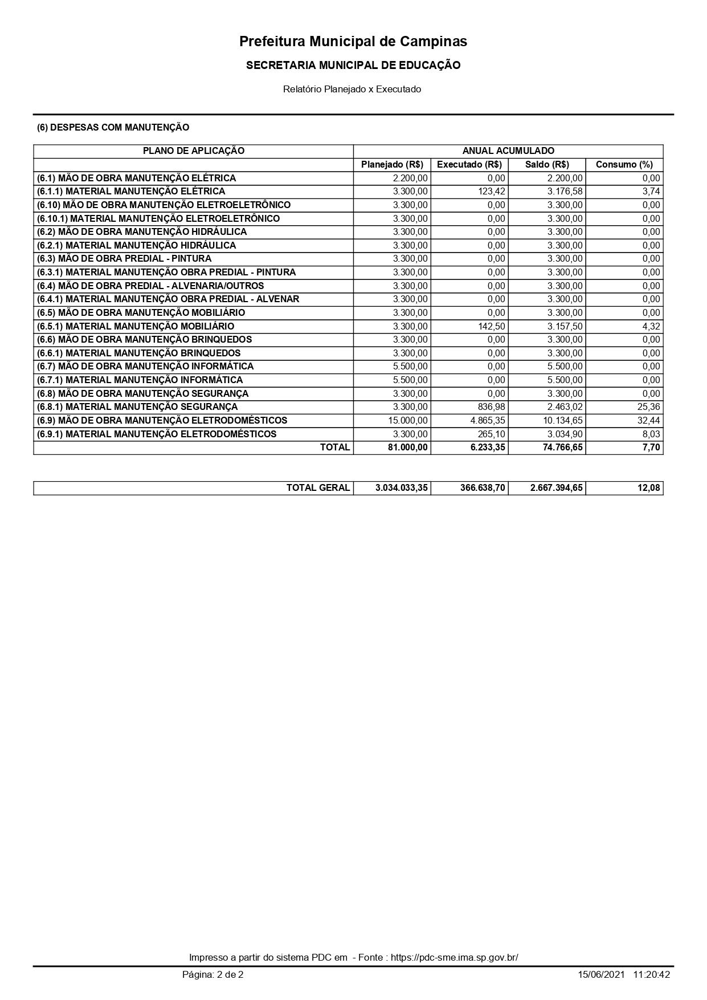 Prefeitura Municipal de Campinas
SECRETARIA MUNICIPAL DE EDUCAÇÃO
Relatório Planejado x Executado
(6) DESPESAS COM MANUTENÇÃO
PLANO DE APLICAÇÃO ANUAL ACUMULADO
Planejado (R$) Executado (R$) Saldo (R$) Consumo (%)
(6.1) MÃO DE OBRA MANUTENÇÃO ELÉTRICA 2.200,00 0,00 2.200,00 0,00
(6.1.1) MATERIAL MANUTENÇÃO ELÉTRICA 3.300,00 123,42 3.176,58 3,74
(6.10) MÃO DE OBRA MANUTENÇÃO ELETROELETRÔNICO 3.300,00 0,00 3.300,00 0,00
(6.10.1) MATERIAL MANUTENÇÃO ELETROELETRÔNICO 3.300,00 0,00 3.300,00 0,00
(6.2) MÃO DE OBRA MANUTENÇÃO HIDRÁULICA 3.300,00 0,00 3.300,00 0,00
(6.2.1) MATERIAL MANUTENÇÃO HIDRÁULICA 3.300,00 0,00 3.300,00 0,00
(6.3) MÃO DE OBRA PREDIAL - PINTURA 3.300,00 0,00 3.300,00 0,00
(6.3.1) MATERIAL MANUTENÇÃO OBRA PREDIAL - PINTURA 3.300,00 0,00 3.300,00 0,00
(6.4) MÃO DE OBRA PREDIAL - ALVENARIA/OUTROS 3.300,00 0,00 3.300,00 0,00
(6.4.1) MATERIAL MANUTENÇÃO OBRA PREDIAL - ALVENAR 3.300,00 0,00 3.300,00 0,00
(6.5) MÃO DE OBRA MANUTENÇÃO MOBILIÁRIO 3.300,00 0,00 3.300,00 0,00
(6.5.1) MATERIAL MANUTENÇÃO MOBILIÁRIO 3.300,00 142,50 3.157,50 4,32
(6.6) MÃO DE OBRA MANUTENÇÃO BRINQUEDOS 3.300,00 0,00 3.300,00 0,00
(6.6.1) MATERIAL MANUTENÇÃO BRINQUEDOS 3.300,00 0,00 3.300,00 0,00
(6.7) MÃO DE OBRA MANUTENÇÃO INFORMÁTICA 5.500,00 0,00 5.500,00 0,00
(6.7.1) MATERIAL MANUTENÇÃO INFORMÁTICA 5.500,00 0,00 5.500,00 0,00
(6.8) MÃO DE OBRA MANUTENÇÃO SEGURANÇA 3.300,00 0,00 3.300,00 0,00
(6.8.1) MATERIAL MANUTENÇÃO SEGURANÇA 3.300,00 836,98 2.463,02 25,36
(6.9) MÃO DE OBRA MANUTENÇÃO ELETRODOMÉSTICOS 15.000,00 4.865,35 10.134,65 32,44
(6.9.1) MATERIAL MANUTENÇÃO ELETRODOMÉSTICOS 3.300,00 265,10 3.034,90 8,03
TOTAL 81.000,00 6.233,35 74.766,65 7,70
TOTAL GERAL 3.034.033,35 366.638,70 2.667.394,65 12,08
Impresso a partir do sistema PDC em - Fonte : https://pdc-sme.ima.sp.gov.br/
Página: 2 de 2 15/06/2021 11:20:42